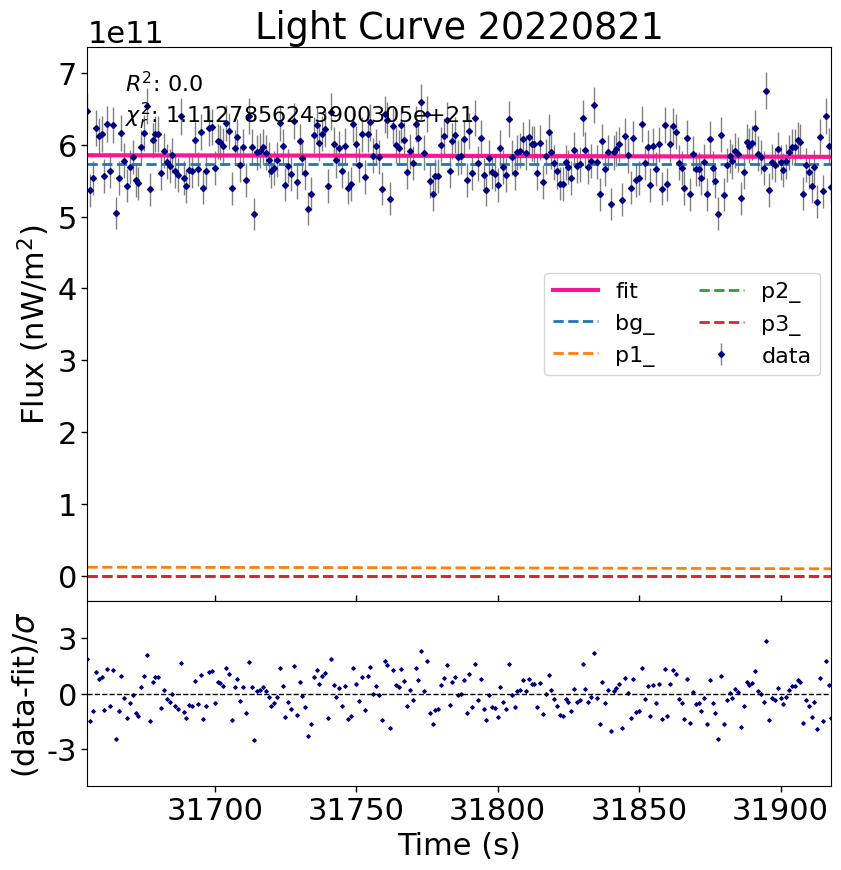 Light Curve 20220821
1e11
R²: 0.0
χ²ᵣ: 1.1127856243900305e+21
7
6
5
4
3
2
1
0
Flux (nW/m²)
fit
bg_
p1_
p2_
p3_
data
3
0
-3
(data-fit)/σ
31700 31750 31800 31850 31900
Time (s)